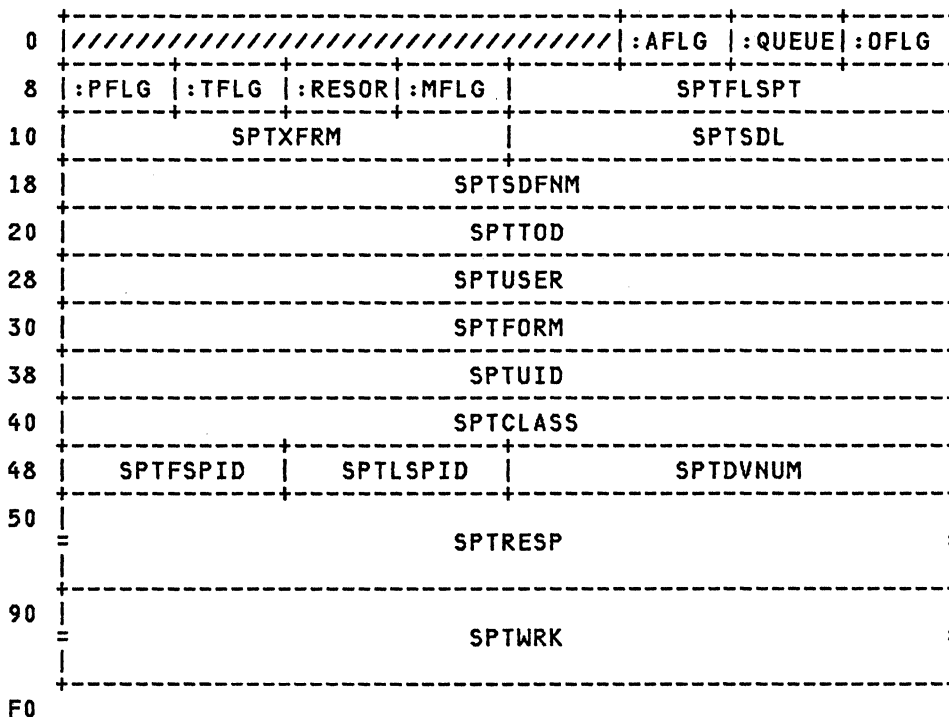 0 |//////////////////////////////////|:AFLG |:QUEUE|:OFLG
8 |:PFLG |:TFLG |:RESOR|:MFLG | SPTFLSPT
10 | SPTXFRM | SPTSDL
18 | SPTSDFNM
20 | SPTTOD
28 | SPTUSER
30 | SPTFORM
38 | SPTUID
40 | SPTCLASS
48 | SPTFSPID | SPTLSPID | SPTDVNUM
50
= SPTRESP =
90
= SPTWRK =
F0